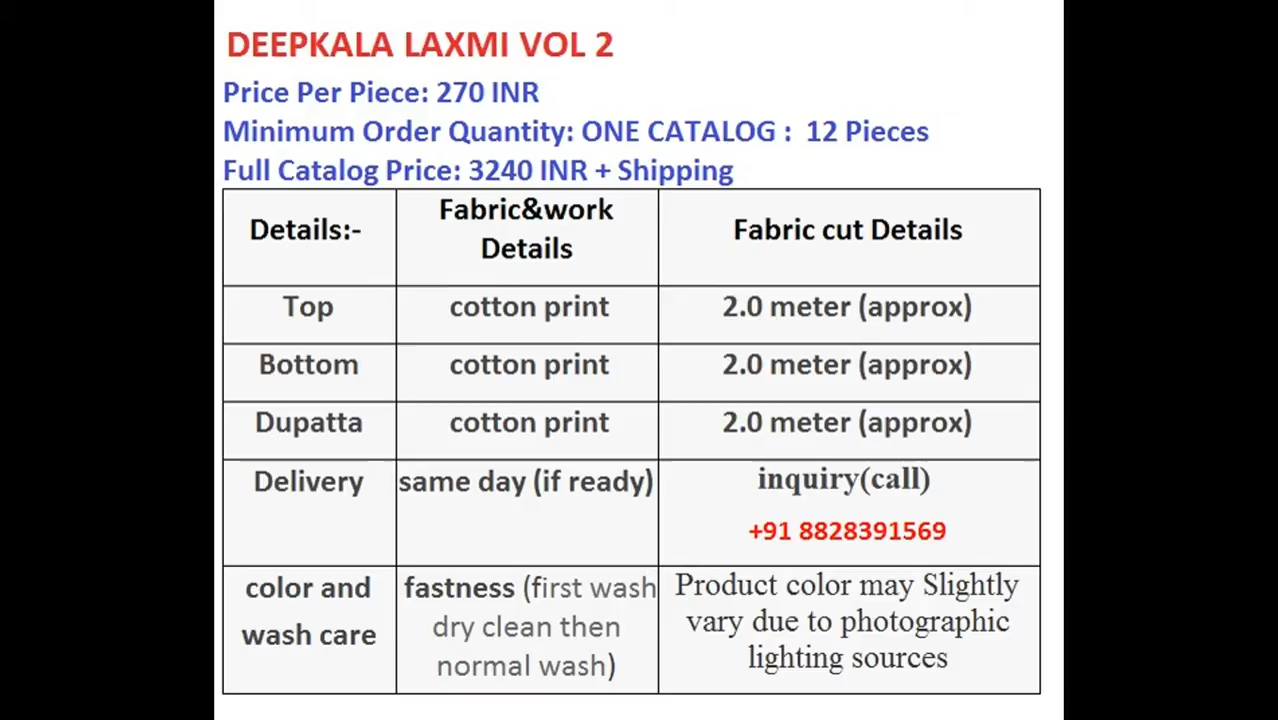 DEEPKALA LAXMI VOL 2
Price Per Piece: 270 INR
Minimum Order Quantity: ONE CATALOG : 12 Pieces
Full Catalog Price: 3240 INR + Shipping
Details:-
Fabric&work
Details
Fabric cut Details
Top
cotton print
2.0 meter (approx)
Bottom
cotton print
2.0 meter (approx)
Dupatta
cotton print
2.0 meter (approx)
Delivery
same day (if ready)
inquiry(call)
+91 8828391569
color and
wash care
fastness (first wash
dry clean then
normal wash)
Product color may Slightly
vary due to photographic
lighting sources